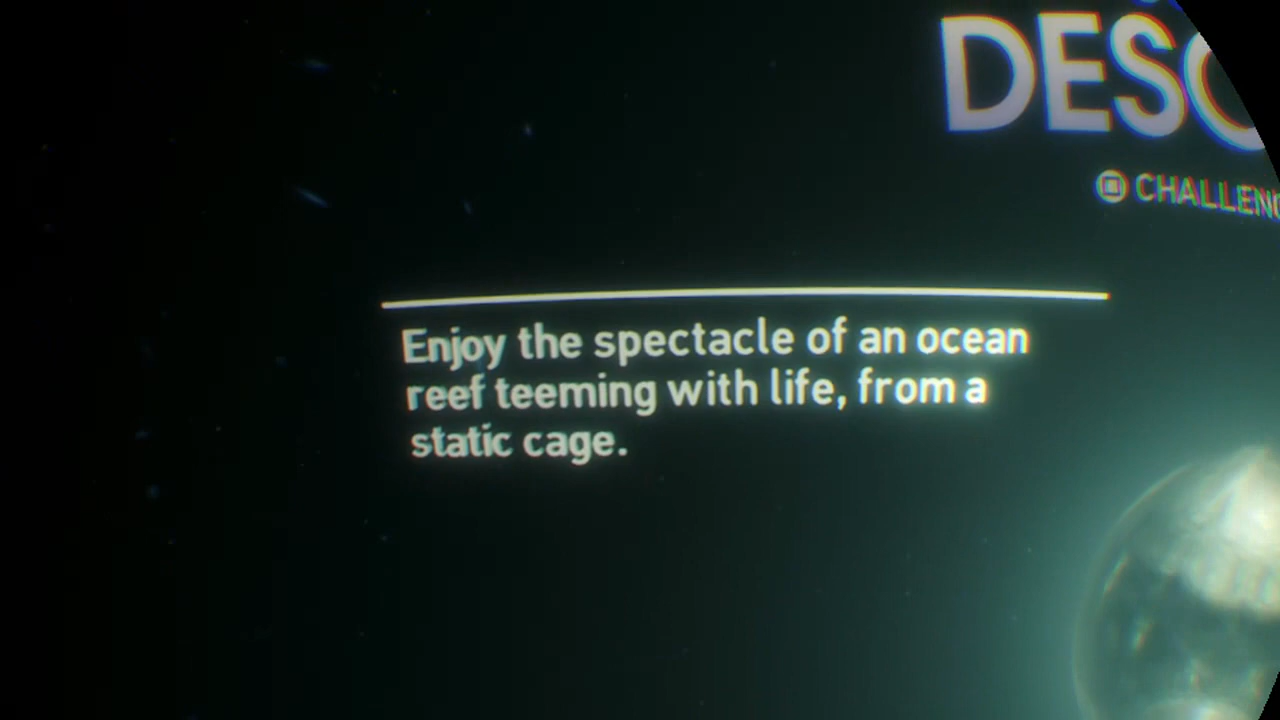 DESC
CHALLENG
Enjoy the spectacle of an ocean
reef teeming with life, from a
static cage.